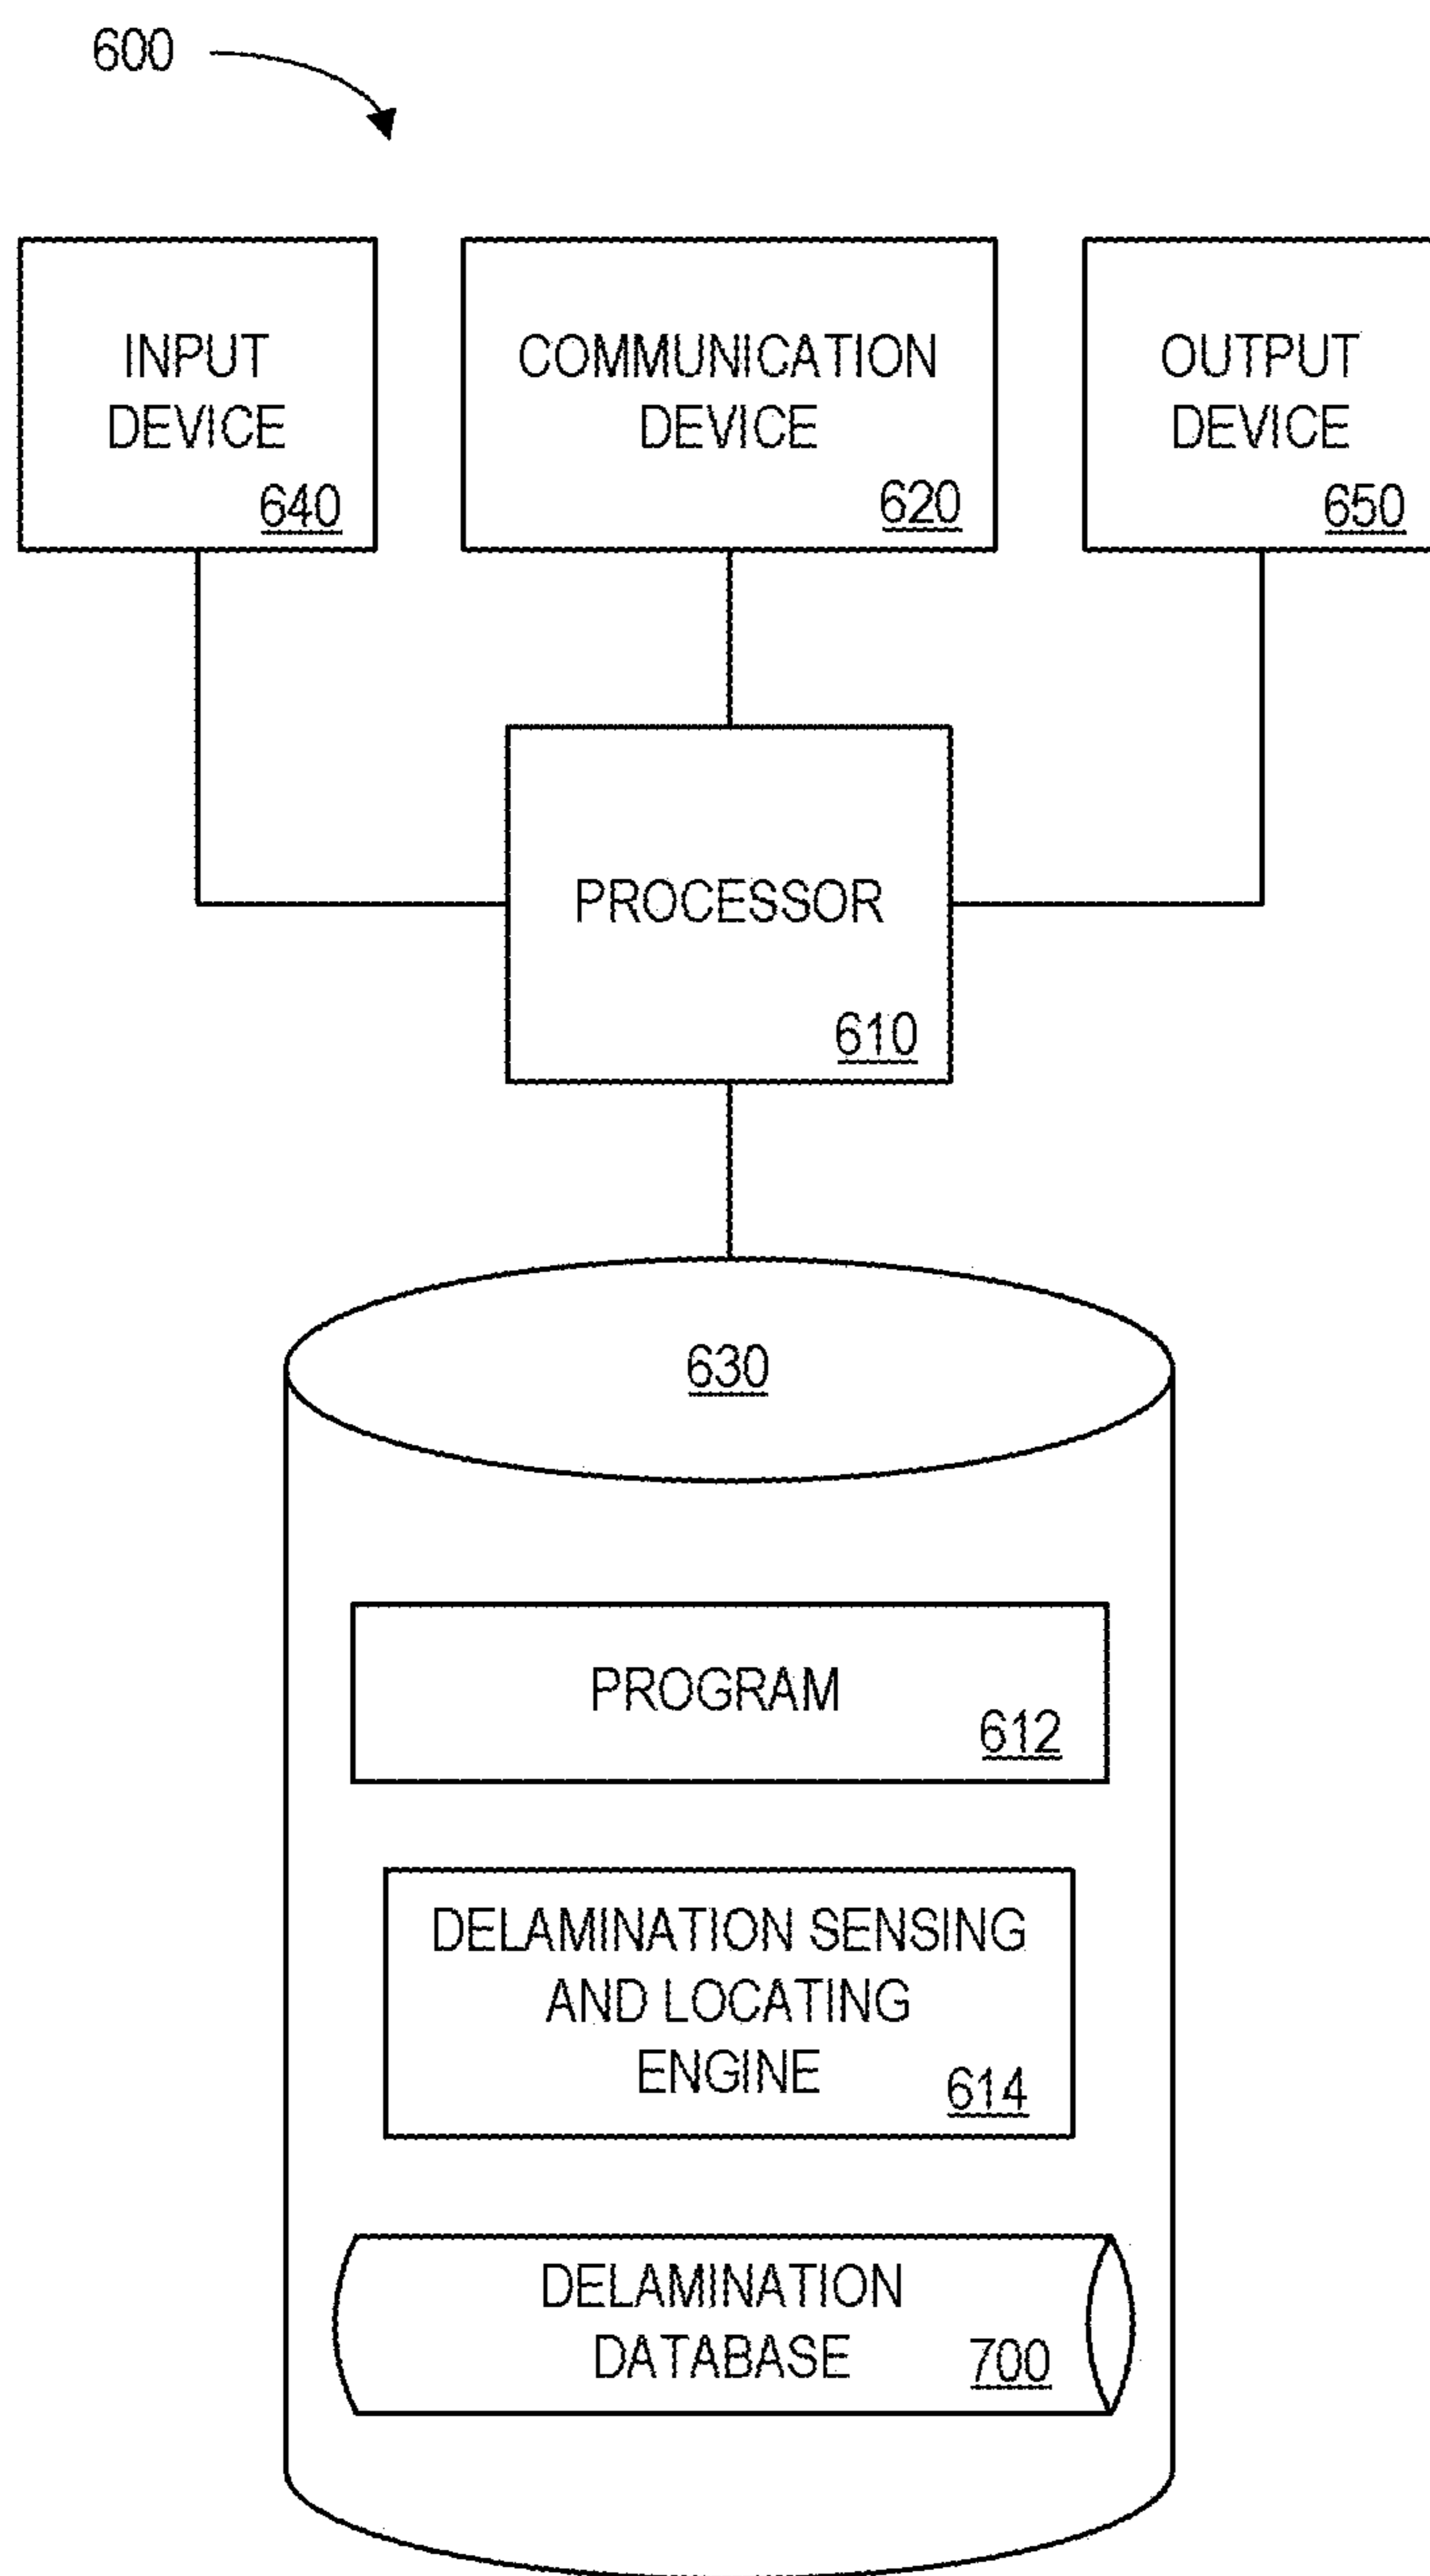 600
INPUT
DEVICE
640
COMMUNICATION
DEVICE
620
OUTPUT
DEVICE
650
PROCESSOR
610
630
PROGRAM
612
DELAMINATION SENSING
AND LOCATING
ENGINE
614
DELAMINATION
DATABASE
700